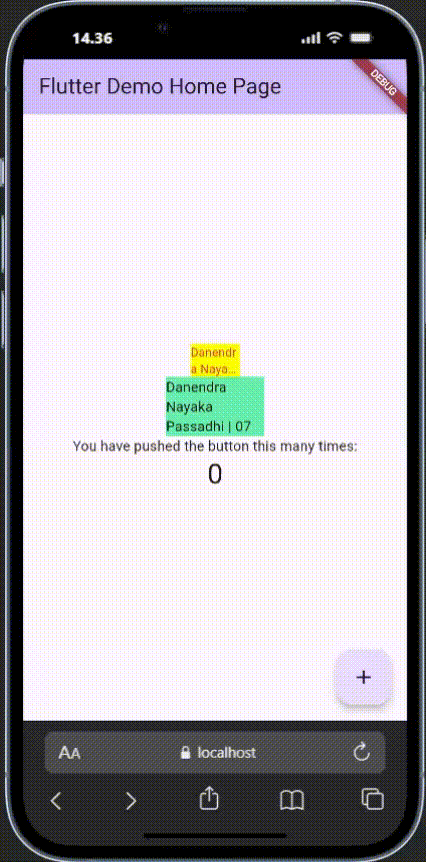 14.36
Flutter Demo Home Page
DEBUG
Danendr
a Naya...
Danendra
Nayaka
Passadhi | 07
You have pushed the button this many times:
0
+
AA
localhost